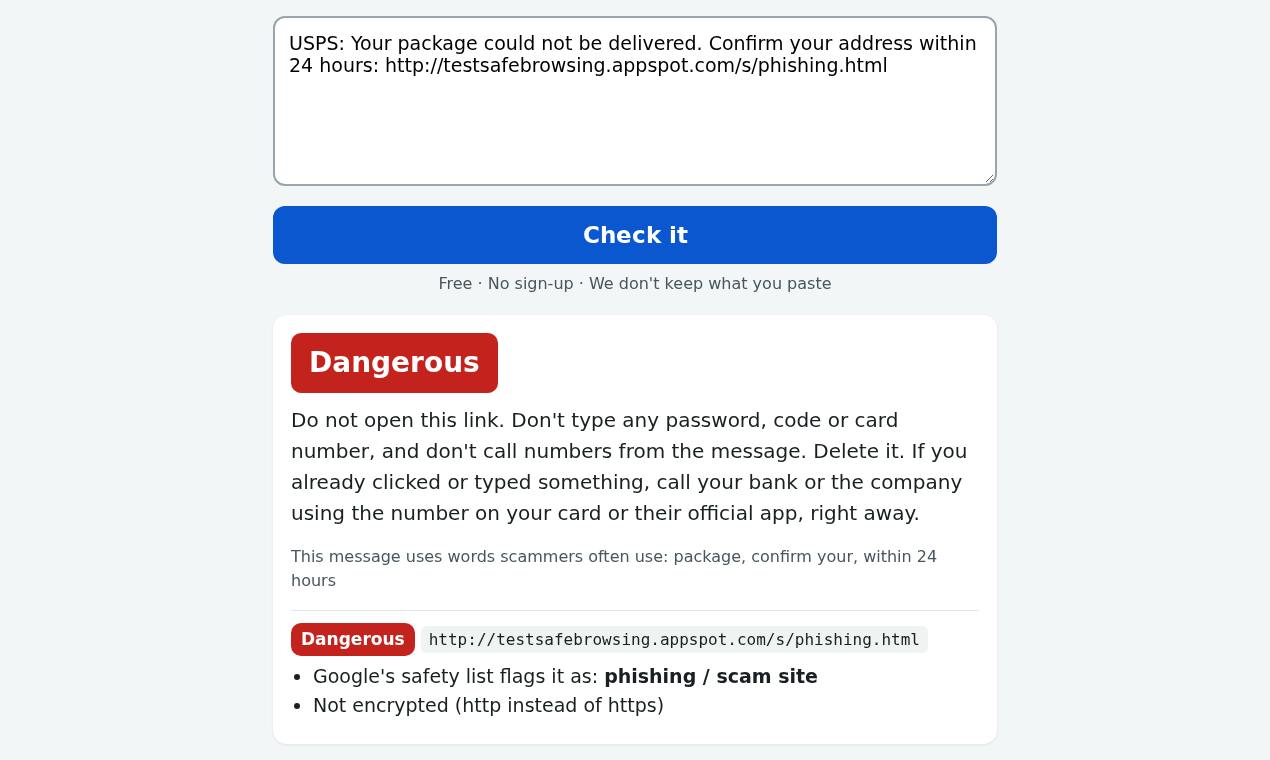 USPS: Your package could not be delivered. Confirm your address within
24 hours: http://testsafebrowsing.appspot.com/s/phishing.html
Check it
Free · No sign-up · We don't keep what you paste
Dangerous
Do not open this link. Don't type any password, code or card
number, and don't call numbers from the message. Delete it. If you
already clicked or typed something, call your bank or the company
using the number on your card or their official app, right away.
This message uses words scammers often use: package, confirm your, within 24
hours
Dangerous http://testsafebrowsing.appspot.com/s/phishing.html
• Google's safety list flags it as: phishing / scam site
• Not encrypted (http instead of https)